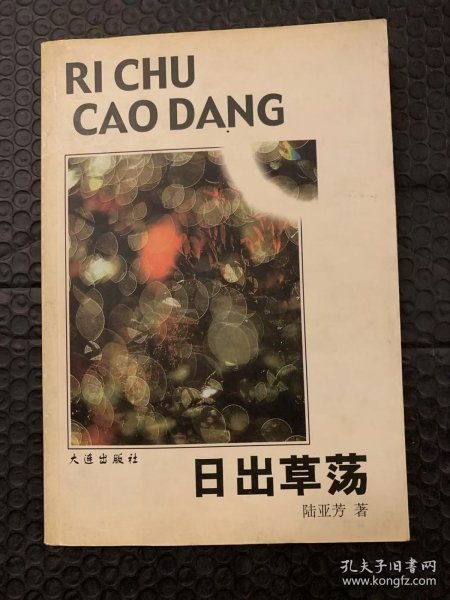 RI CHU
CAO DANG
大连出版社
日出草荡
陆亚芳 著
孔夫子旧书网
www.kongfz.com